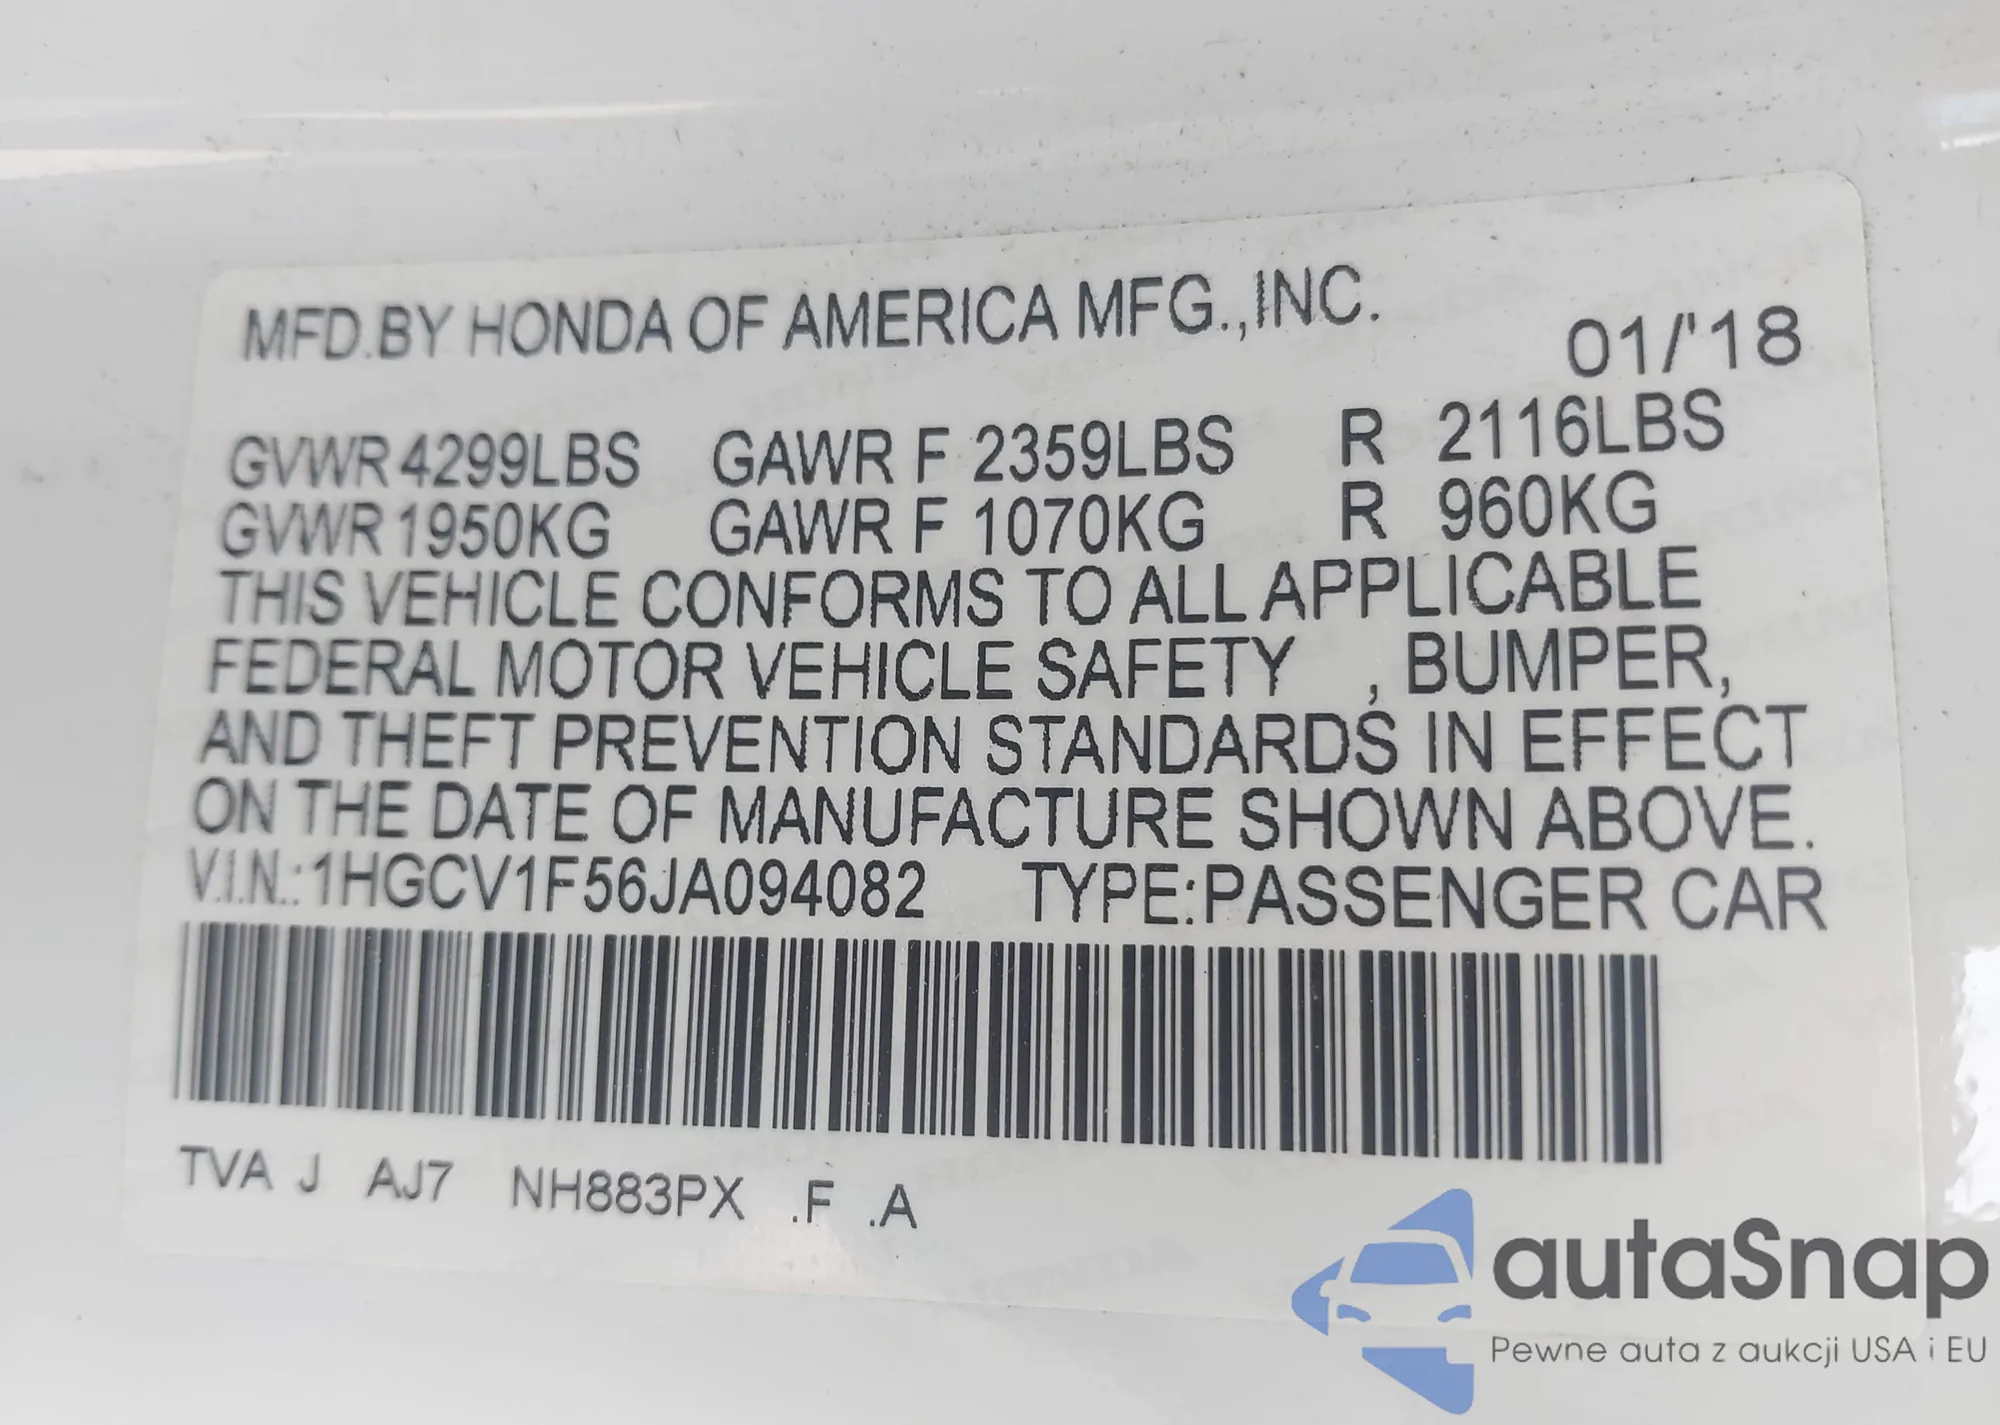 MFD.BY HONDA OF AMERICA MFG.,INC.
01/'18
GVWR 4299LBS GAWR F 2359LBS R 2116LBS
GVWR 1950KG GAWR F 1070KG R 960KG
THIS VEHICLE CONFORMS TO ALL APPLICABLE
FEDERAL MOTOR VEHICLE SAFETY , BUMPER,
AND THEFT PREVENTION STANDARDS IN EFFECT
ON THE DATE OF MANUFACTURE SHOWN ABOVE.
V.I.N.:1HGCV1F56JA094082 TYPE:PASSENGER CAR
TVA J AJ7 NH883PX .F .A
autaSnap
Pewne auta z aukcji USA i EU